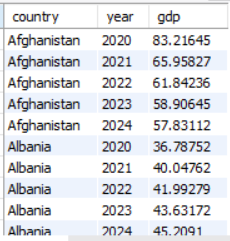 country year gdp
Afghanistan 2020 83.21645
Afghanistan 2021 65.95827
Afghanistan 2022 61.84236
Afghanistan 2023 58.90645
Afghanistan 2024 57.83112
Albania 2020 36.78752
Albania 2021 40.04762
Albania 2022 41.99279
Albania 2023 43.63172
Albania 2024 45.2091